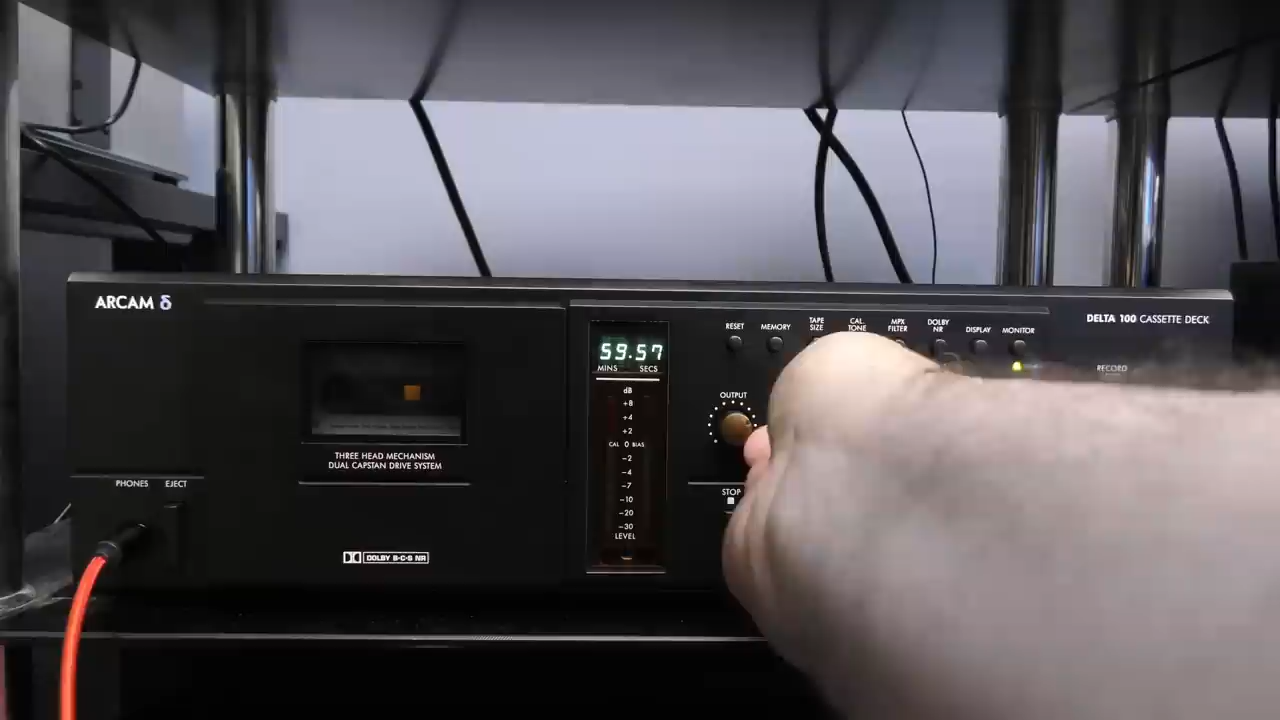 ARCAM δ
DELTA 100 CASSETTE DECK
59.57
MINS SECS
RESET
MEMORY
TAPE
SIZE
CAL.
TONE
MPX
FILTER
DOLBY
NR
DISPLAY
MONITOR
RECORD
dB
+8
+4
+2
CAL 0 BIAS
−2
−4
−7
−10
−20
−30
LEVEL
OUTPUT
STOP
THREE HEAD MECHANISM
DUAL CAPSTAN DRIVE SYSTEM
PHONES EJECT
DOLBY B-C-S NR